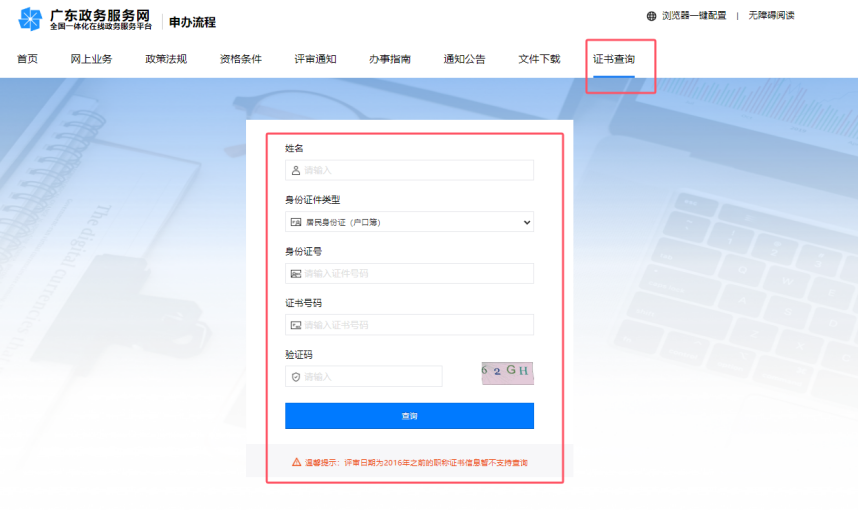 广东政务服务网
全国一体化在线政务服务平台
申办流程
浏览器一键配置 | 无障碍阅读
首页 网上业务 政策法规 资格条件 评审通知 办事指南 通知公告 文件下载 证书查询
姓名
请输入
身份证件类型
居民身份证（户口簿）
身份证号
请输入证件号码
证书号码
请输入证书号码
验证码
请输入
62GH
查询
温馨提示：评审日期为2016年之前的职称证书信息暂不支持查询
The digital
currencies that